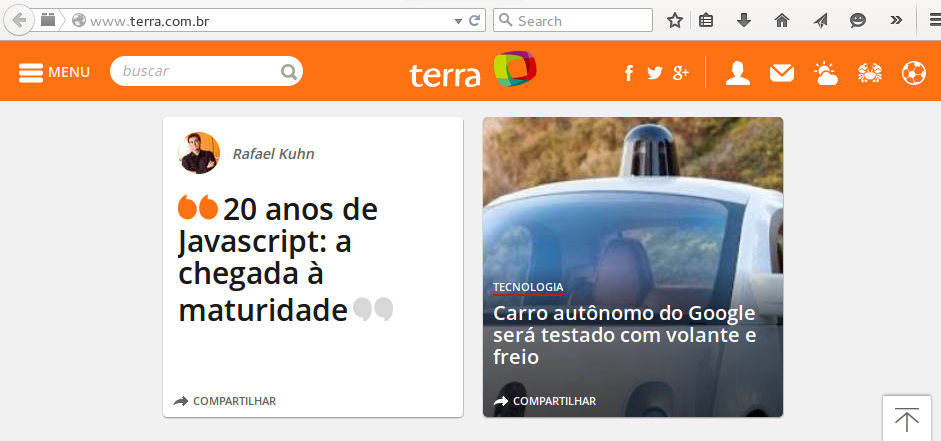 www.terra.com.br
Search
MENU
buscar
terra
f
g+
Rafael Kuhn
“20 anos de
Javascript: a
chegada à
maturidade”
COMPARTILHAR
TECNOLOGIA
Carro autônomo do Google
será testado com volante e
freio
COMPARTILHAR